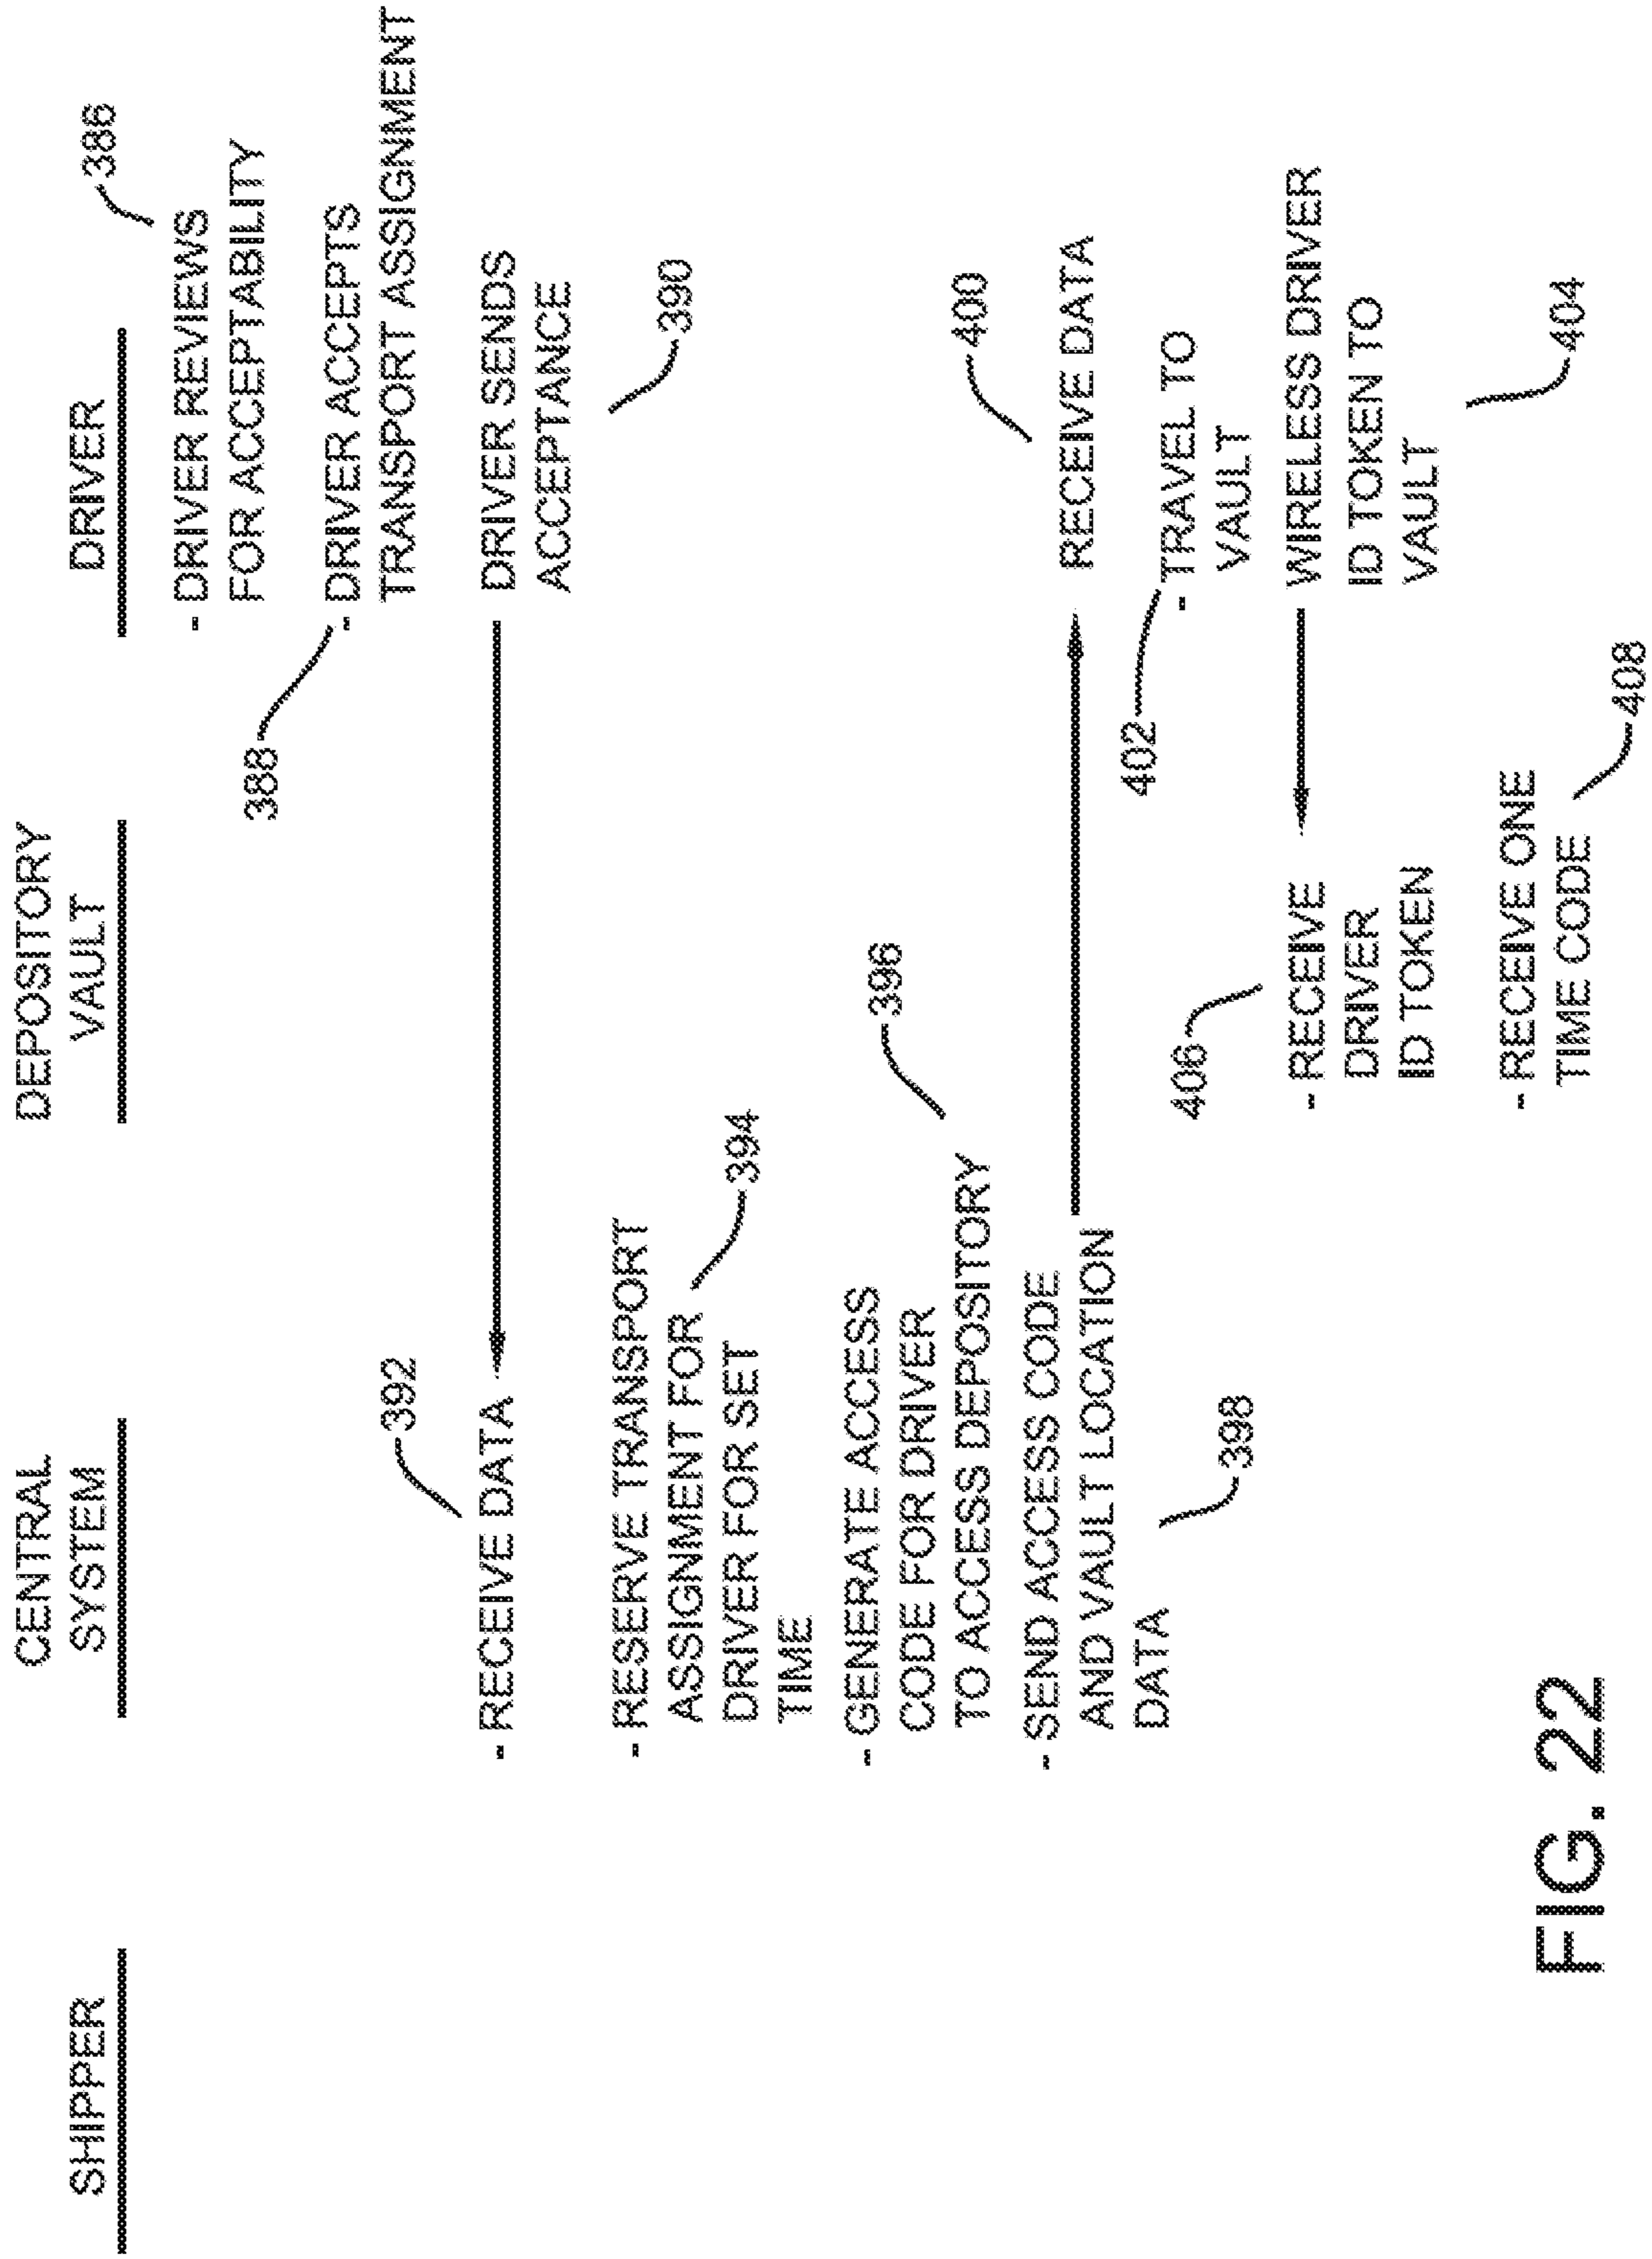 SHIPPER
CENTRAL
SYSTEM
DEPOSITORY
VAULT
DRIVER
- DRIVER REVIEWS
FOR ACCEPTABILITY
386
- DRIVER ACCEPTS
TRANSPORT ASSIGNMENT
388
DRIVER SENDS
ACCEPTANCE
390
- RECEIVE DATA
392
- RESERVE TRANSPORT
ASSIGNMENT FOR
DRIVER FOR SET
TIME
394
- GENERATE ACCESS
CODE FOR DRIVER
TO ACCESS DEPOSITORY
396
- SEND ACCESS CODE
AND VAULT LOCATION
DATA
398
RECEIVE DATA
400
- TRAVEL TO
VAULT
402
WIRELESS DRIVER
ID TOKEN TO
VAULT
404
- RECEIVE
DRIVER
ID TOKEN
406
- RECEIVE ONE
TIME CODE
408
FIG. 22